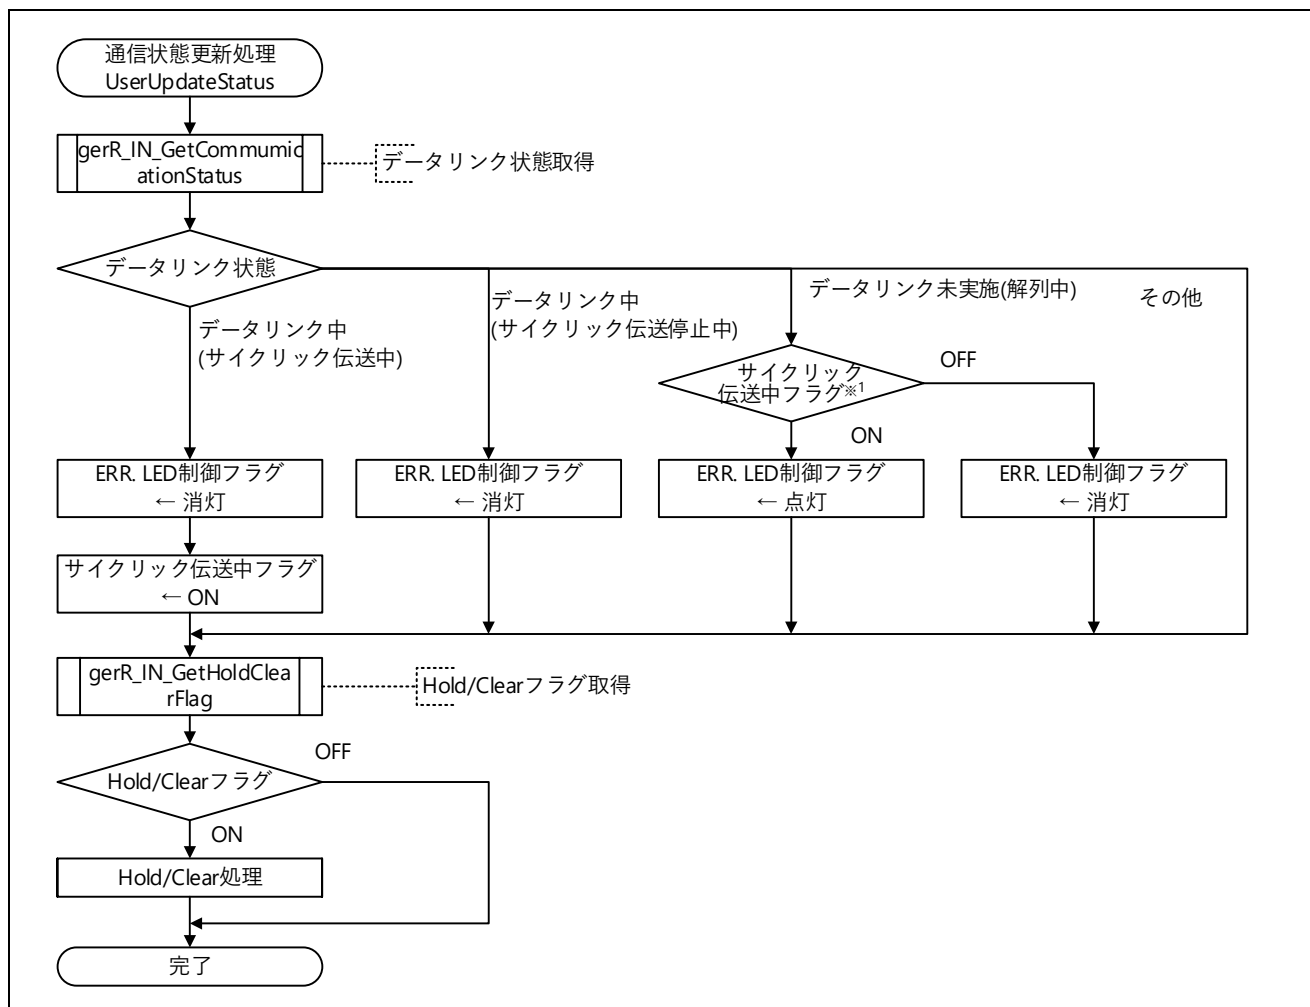 通信状態更新処理
UserUpdateStatus
gerR_IN_GetCommumic
ationStatus
データリンク状態取得
データリンク状態
データリンク中
(サイクリック伝送中)
データリンク中
(サイクリック伝送停止中)
データリンク未実施(解列中)
その他
サイクリック
伝送中フラグ※1
OFF
ON
ERR. LED制御フラグ
← 消灯
ERR. LED制御フラグ
← 消灯
ERR. LED制御フラグ
← 点灯
ERR. LED制御フラグ
← 消灯
サイクリック伝送中フラグ
← ON
gerR_IN_GetHoldClea
rFlag
Hold/Clearフラグ取得
Hold/Clearフラグ
OFF
ON
Hold/Clear処理
完了